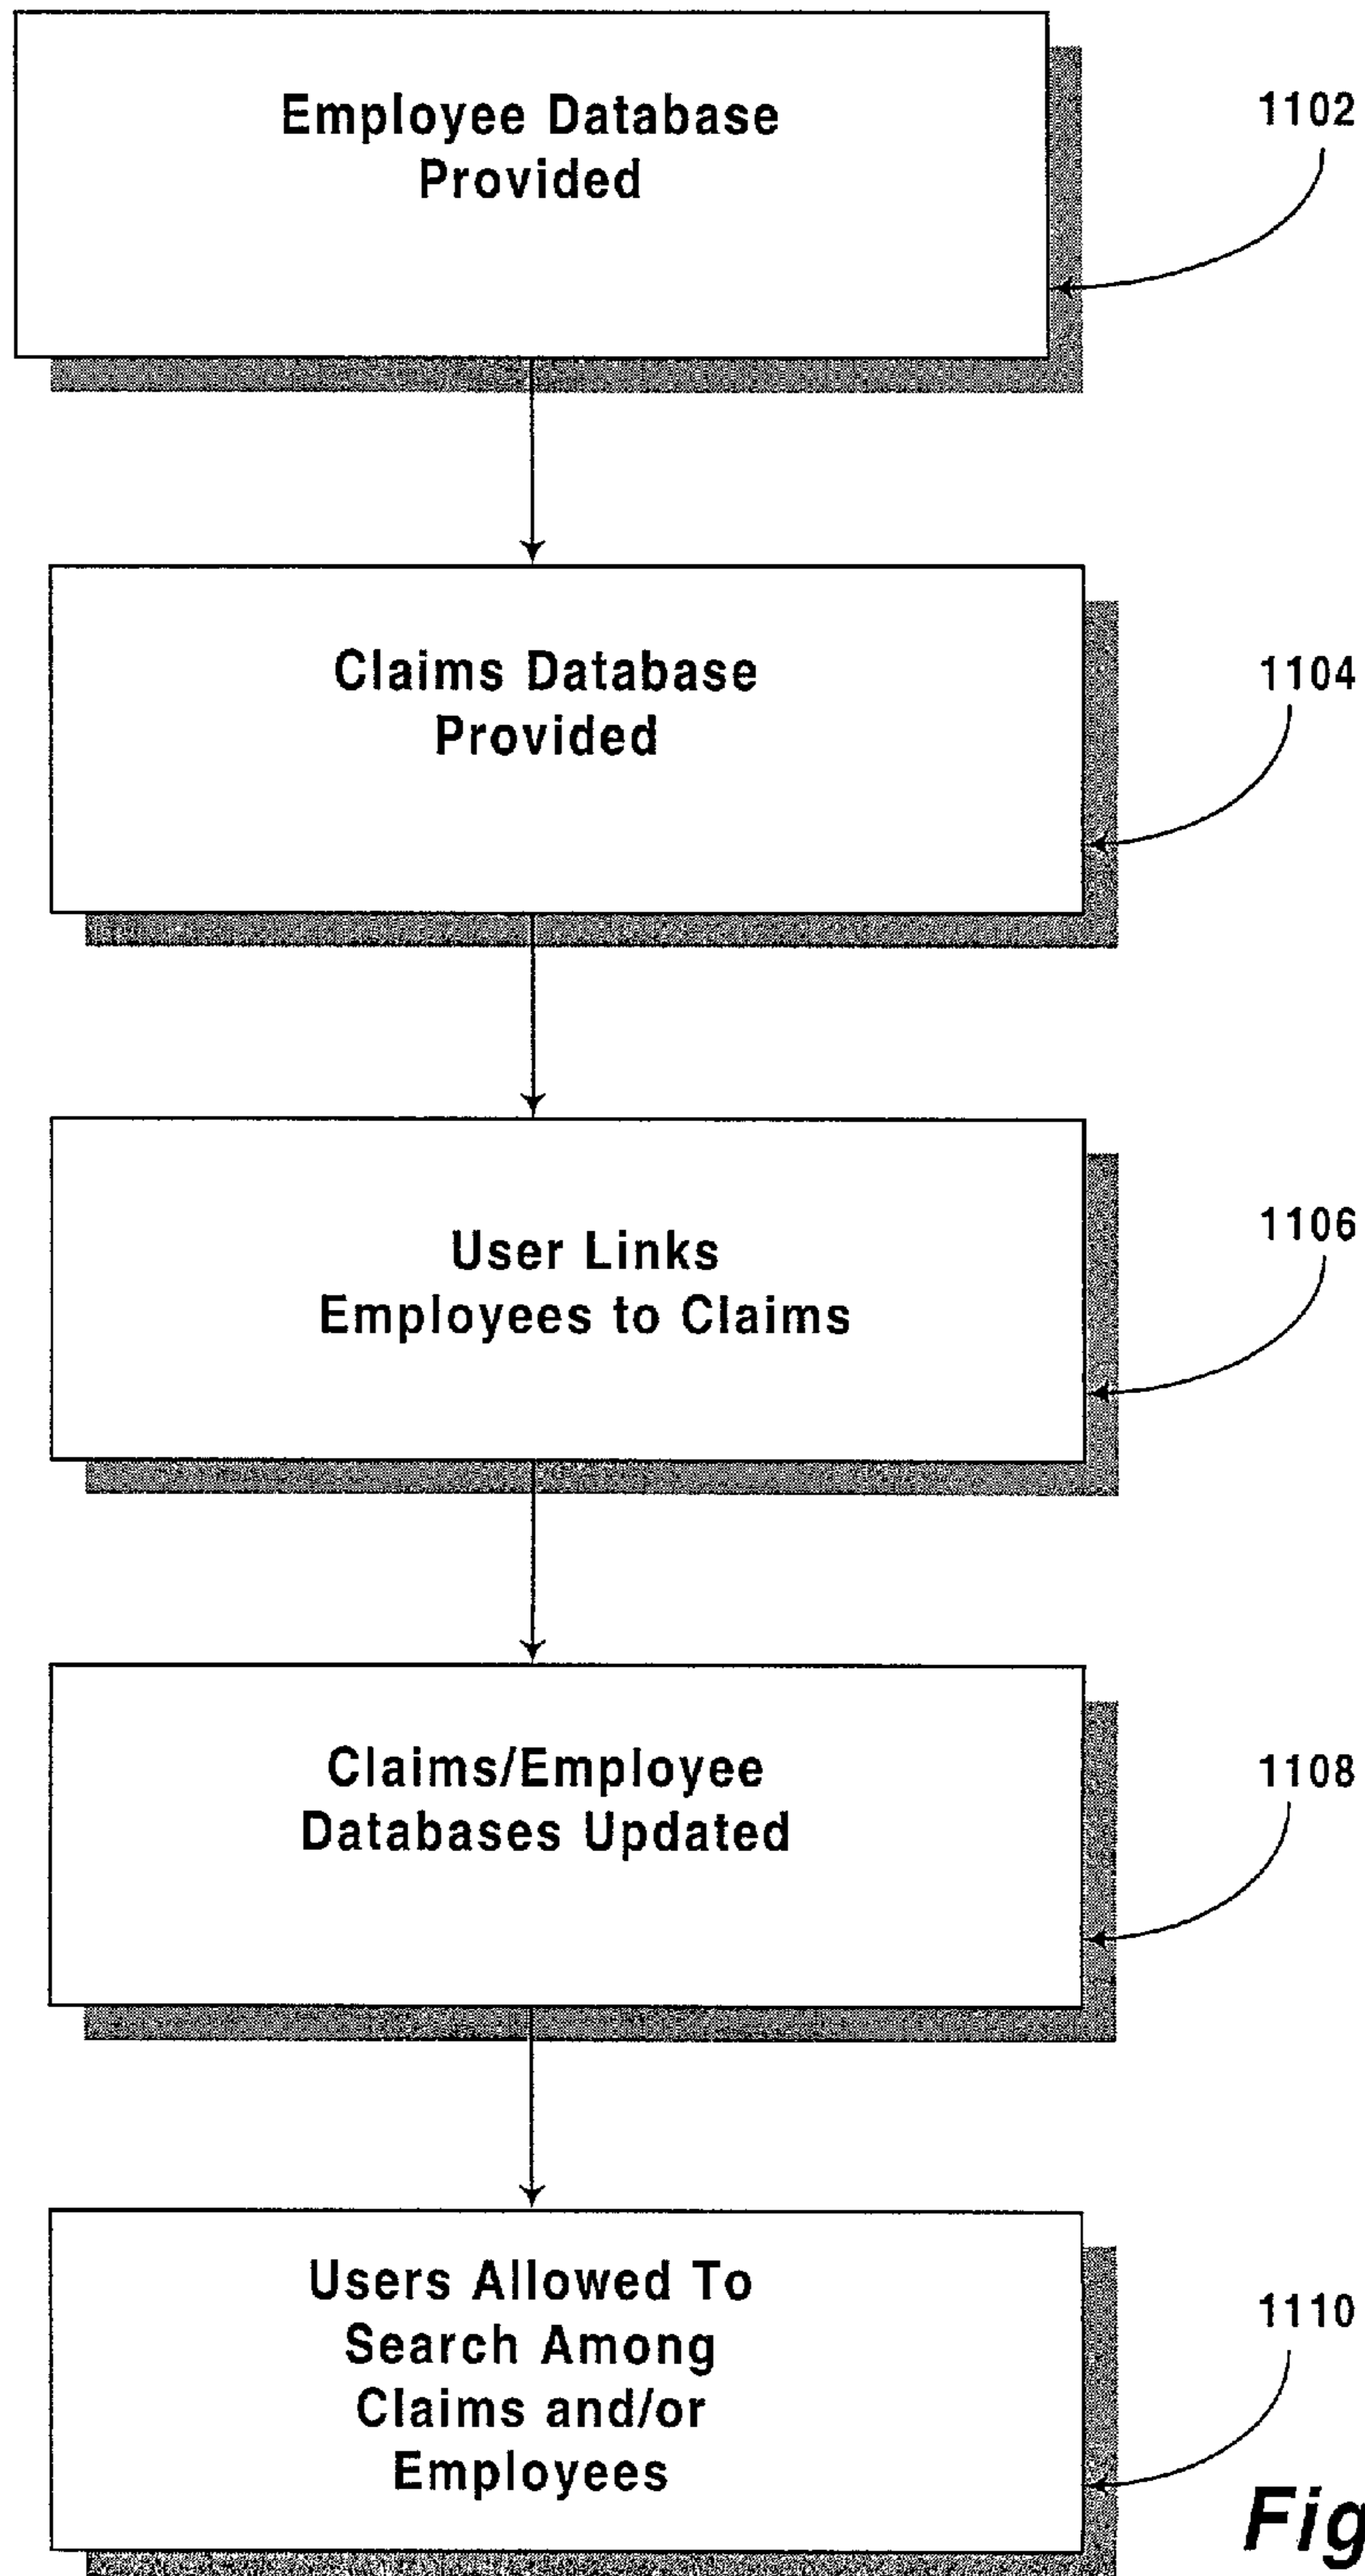 Employee Database
Provided
1102
Claims Database
Provided
1104
User Links
Employees to Claims
1106
Claims/Employee
Databases Updated
1108
Users Allowed To
Search Among
Claims and/or
Employees
1110
Fig